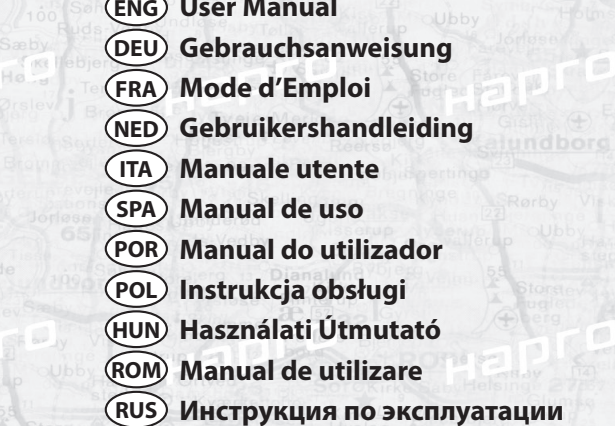 ENG User Manual
DEU Gebrauchsanweisung
FRA Mode d'Emploi
NED Gebruikershandleiding
ITA Manuale utente
SPA Manual de uso
POR Manual do utilizador
POL Instrukcja obsługi
HUN Használati Útmutató
ROM Manual de utilizare
RUS Инструкция по эксплуатации